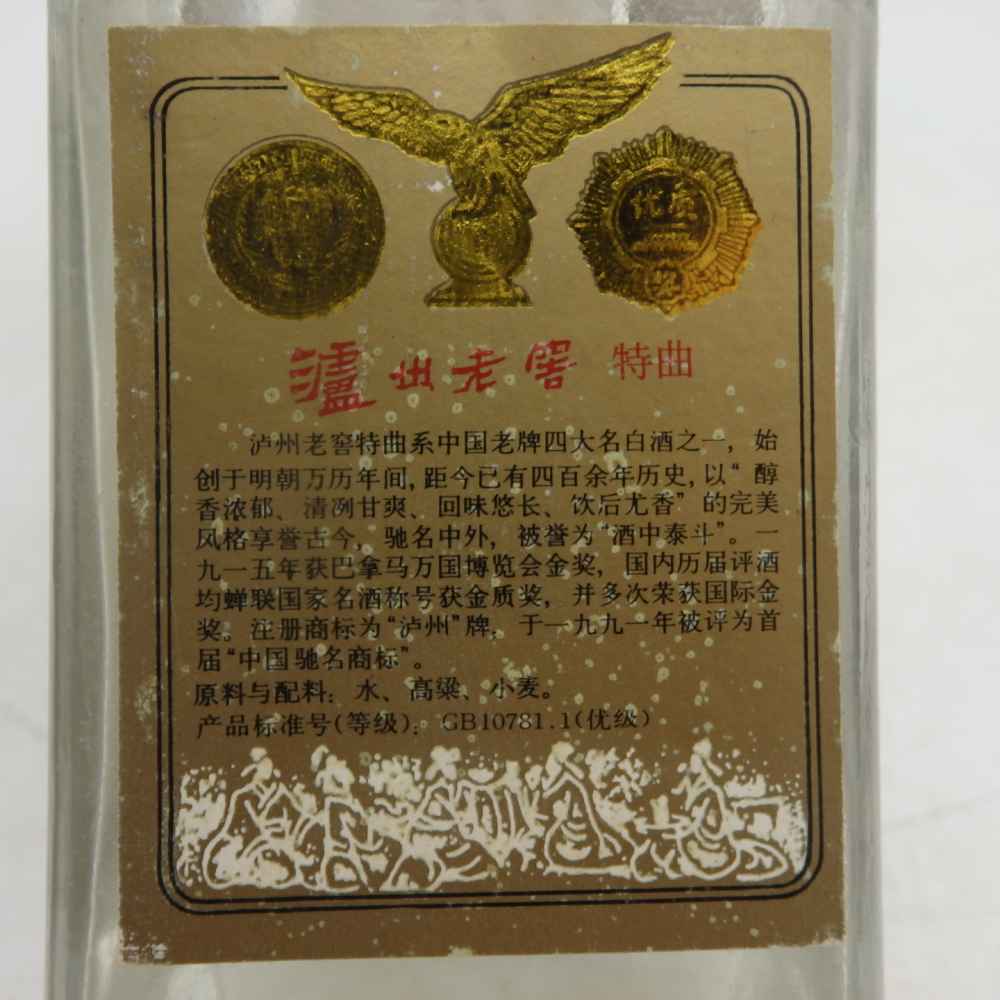 优质
瀘州老窖 特曲
泸州老窖特曲系中国老牌四大名白酒之一，始
创于明朝万历年间，距今已有四百余年历史，以“醇
香浓郁、清冽甘爽、回味悠长、饮后尤香”的完美
风格享誉古今，驰名中外，被誉为“酒中泰斗”。一
九一五年获巴拿马万国博览会金奖，国内历届评酒
均蝉联国家名酒称号获金质奖，并多次荣获国际金
奖。注册商标为“泸州”牌，于一九九一年被评为首
届“中国驰名商标”。
原料与配料：水、高粱、小麦。
产品标准号(等级)：GB10781.1(优级)